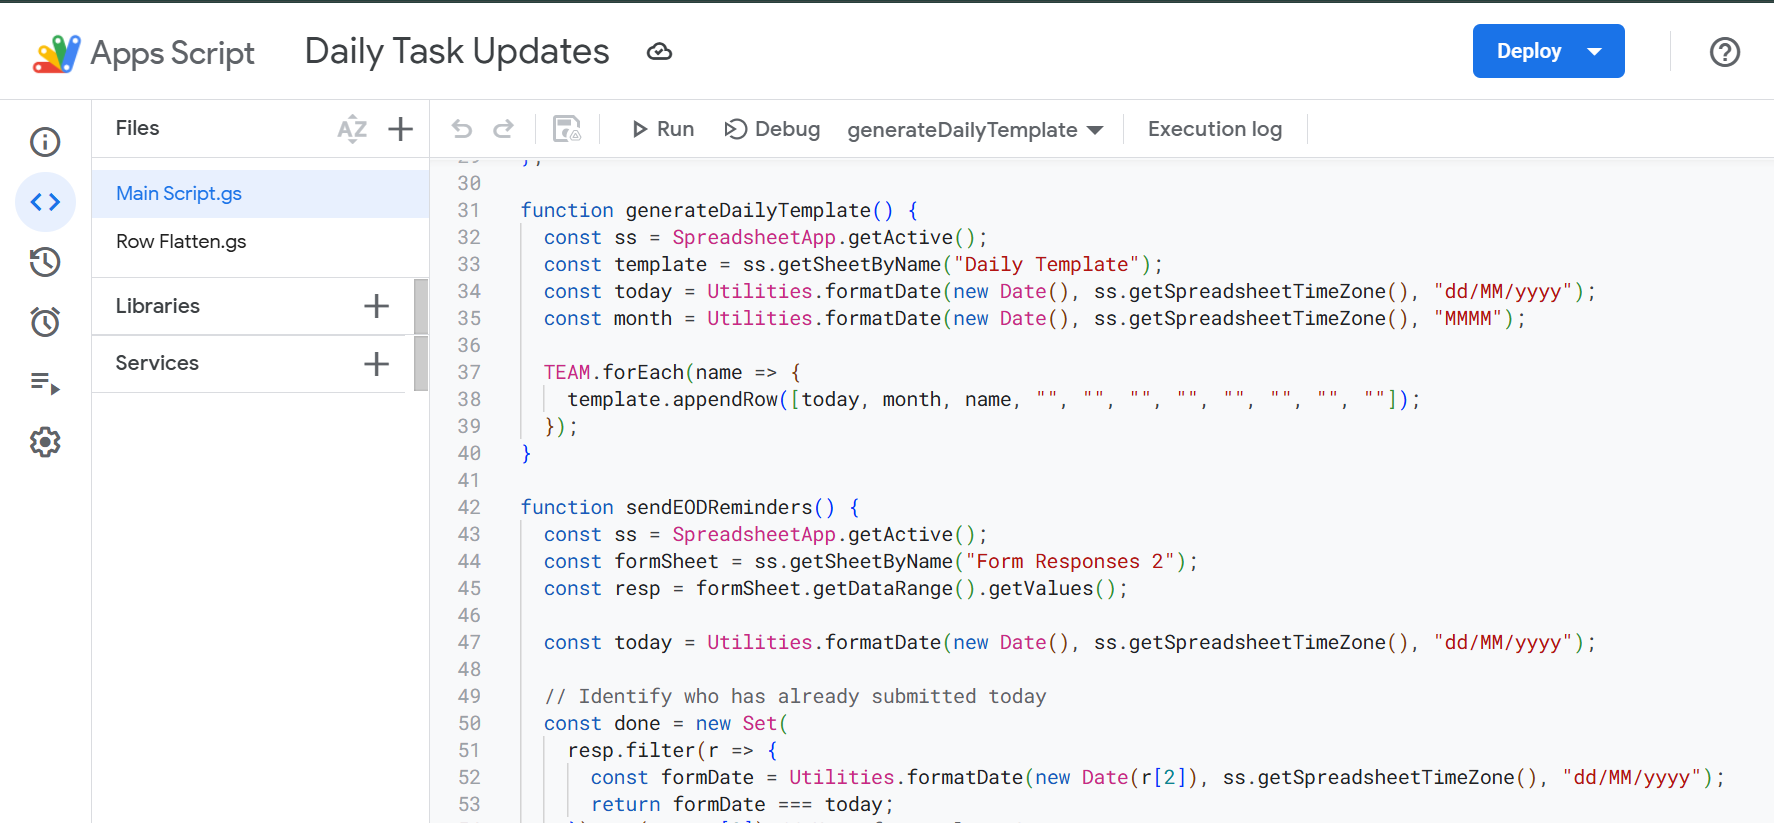 Apps Script
Daily Task Updates
Deploy
Files
AZ
Run
Debug
generateDailyTemplate
Execution log
Main Script.gs
Row Flatten.gs
Libraries
Services
30
31 function generateDailyTemplate() {
32 const ss = SpreadsheetApp.getActive();
33 const template = ss.getSheetByName("Daily Template");
34 const today = Utilities.formatDate(new Date(), ss.getSpreadsheetTimeZone(), "dd/MM/yyyy");
35 const month = Utilities.formatDate(new Date(), ss.getSpreadsheetTimeZone(), "MMMM");
36
37 TEAM.forEach(name => {
38 template.appendRow([today, month, name, "", "", "", "", "", "", "", ""]);
39 });
40 }
41
42 function sendEODReminders() {
43 const ss = SpreadsheetApp.getActive();
44 const formSheet = ss.getSheetByName("Form Responses 2");
45 const resp = formSheet.getDataRange().getValues();
46
47 const today = Utilities.formatDate(new Date(), ss.getSpreadsheetTimeZone(), "dd/MM/yyyy");
48
49 // Identify who has already submitted today
50 const done = new Set(
51 resp.filter(r => {
52 const formDate = Utilities.formatDate(new Date(r[2]), ss.getSpreadsheetTimeZone(), "dd/MM/yyyy");
53 return formDate === today;